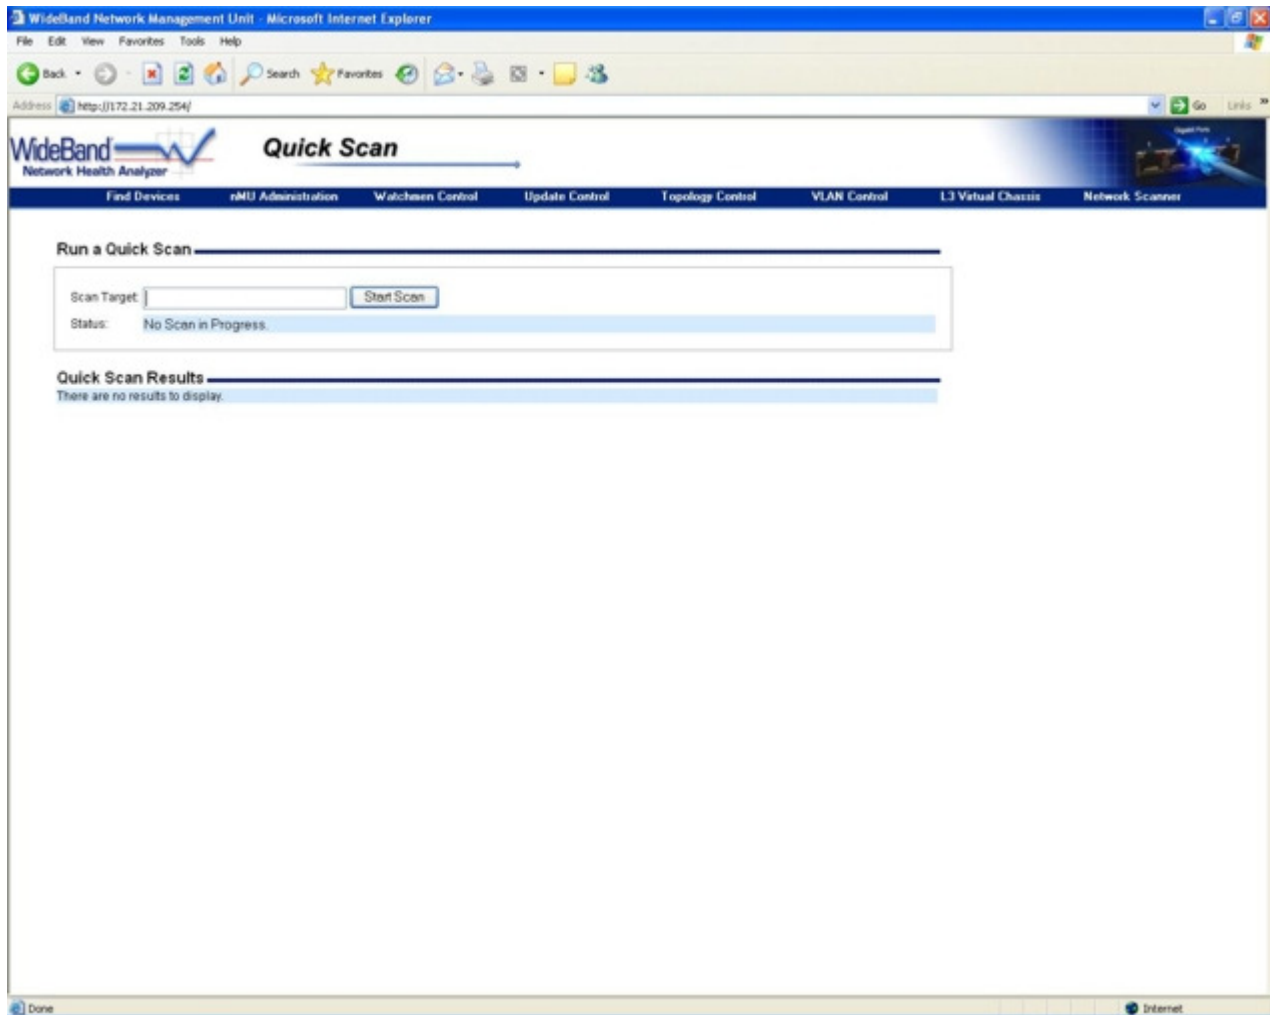 WideBand Network Management Unit - Microsoft Internet Explorer
File Edit View Favorites Tools Help
Back Search Favorites
Address http://172.21.209.254/ Go Links »
WideBand
Network Health Analyzer
Quick Scan
Gigabit Ports
Find Devices nMU Administration Watchmen Control Update Control Topology Control VLAN Control L3 Virtual Chassis Network Scanner
Run a Quick Scan
Scan Target: Start Scan
Status: No Scan in Progress.
Quick Scan Results
There are no results to display.
Done Internet